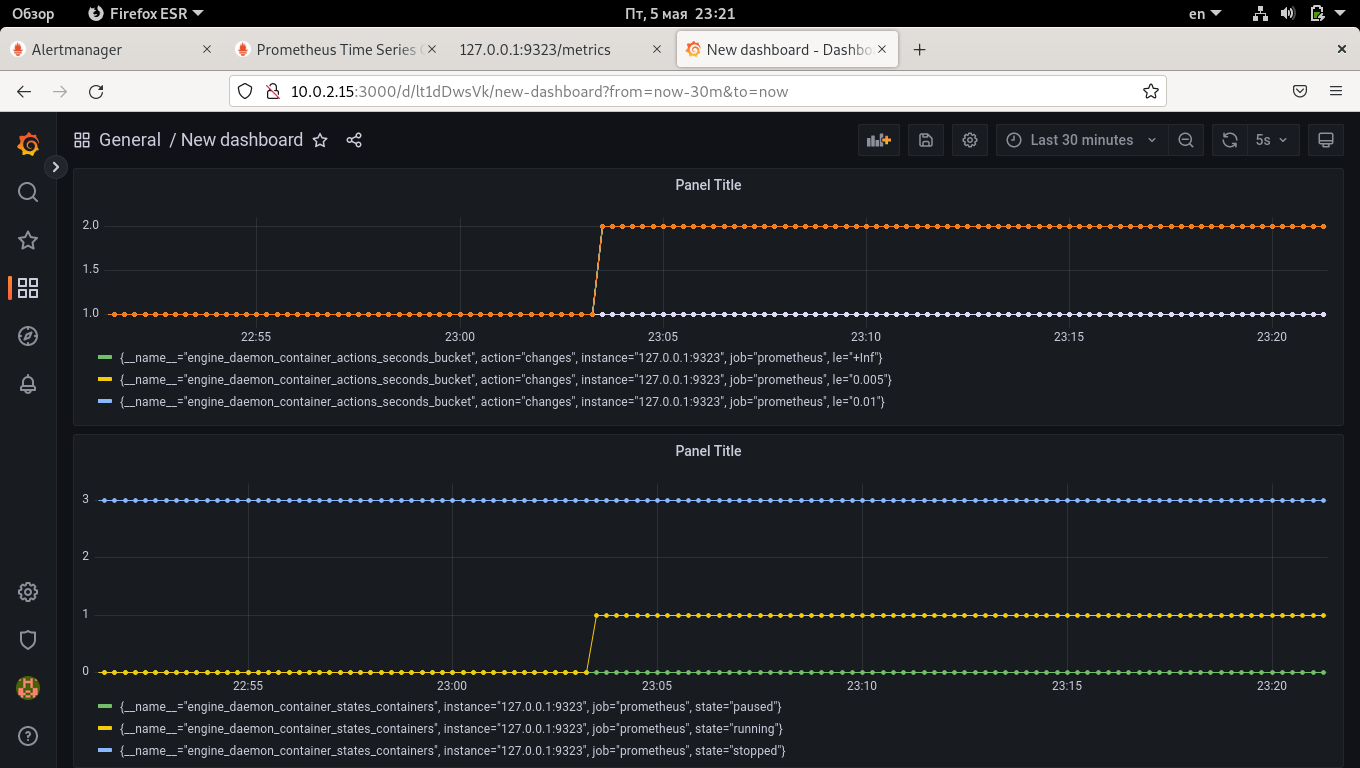 Обзор Firefox ESR Пт, 5 мая 23:21 en
Alertmanager Prometheus Time Series 127.0.0.1:9323/metrics New dashboard - Dashbo
10.0.2.15:3000/d/lt1dDwsVk/new-dashboard?from=now-30m&to=now
General / New dashboard Last 30 minutes 5s
Panel Title
2.0
1.5
1.0
22:55 23:00 23:05 23:10 23:15 23:20
{__name__="engine_daemon_container_actions_seconds_bucket", action="changes", instance="127.0.0.1:9323", job="prometheus", le="+Inf"}
{__name__="engine_daemon_container_actions_seconds_bucket", action="changes", instance="127.0.0.1:9323", job="prometheus", le="0.005"}
{__name__="engine_daemon_container_actions_seconds_bucket", action="changes", instance="127.0.0.1:9323", job="prometheus", le="0.01"}
Panel Title
3
2
1
0
22:55 23:00 23:05 23:10 23:15 23:20
{__name__="engine_daemon_container_states_containers", instance="127.0.0.1:9323", job="prometheus", state="paused"}
{__name__="engine_daemon_container_states_containers", instance="127.0.0.1:9323", job="prometheus", state="running"}
{__name__="engine_daemon_container_states_containers", instance="127.0.0.1:9323", job="prometheus", state="stopped"}